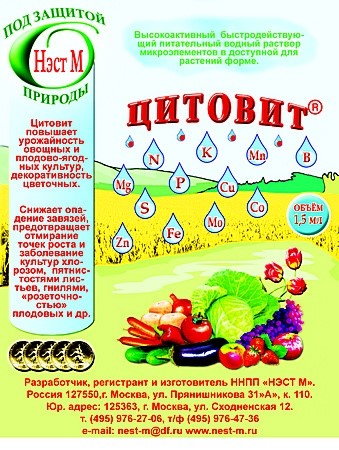 ПОД ЗАЩИТОЙ
НЭСТ М
ПРИРОДЫ
Высокоактивный быстродействую-
щий питательный водный раствор
микроэлементов в доступной для
растений форме.
ЦИТОВИТ®
Цитовит
повышает
урожайность
овощных и
плодово-ягод-
ных культур,
декоративность
цветочных.
Снижает опа-
дение завязей,
предотвращает
отмирание
точек роста и
заболевание
культур хло-
розом, пятнис-
тостями лис-
тьев, гнилями,
«розеточно-
стью»
плодовых и др.
N K Mn B
Mg P Cu
S Mo Co
Zn Fe
ОБЪЁМ
1,5 мл
Разработчик, регистрант и изготовитель ННПП «НЭСТ М».
Россия 127550,г. Москва, ул. Прянишникова 31»А», к. 110.
Юр. адрес: 125363, г. Москва, ул. Сходненская 12.
т. (495) 976-27-06, т/ф (495) 976-47-36
e-mail: nest-m@df.ru www.nest-m.ru